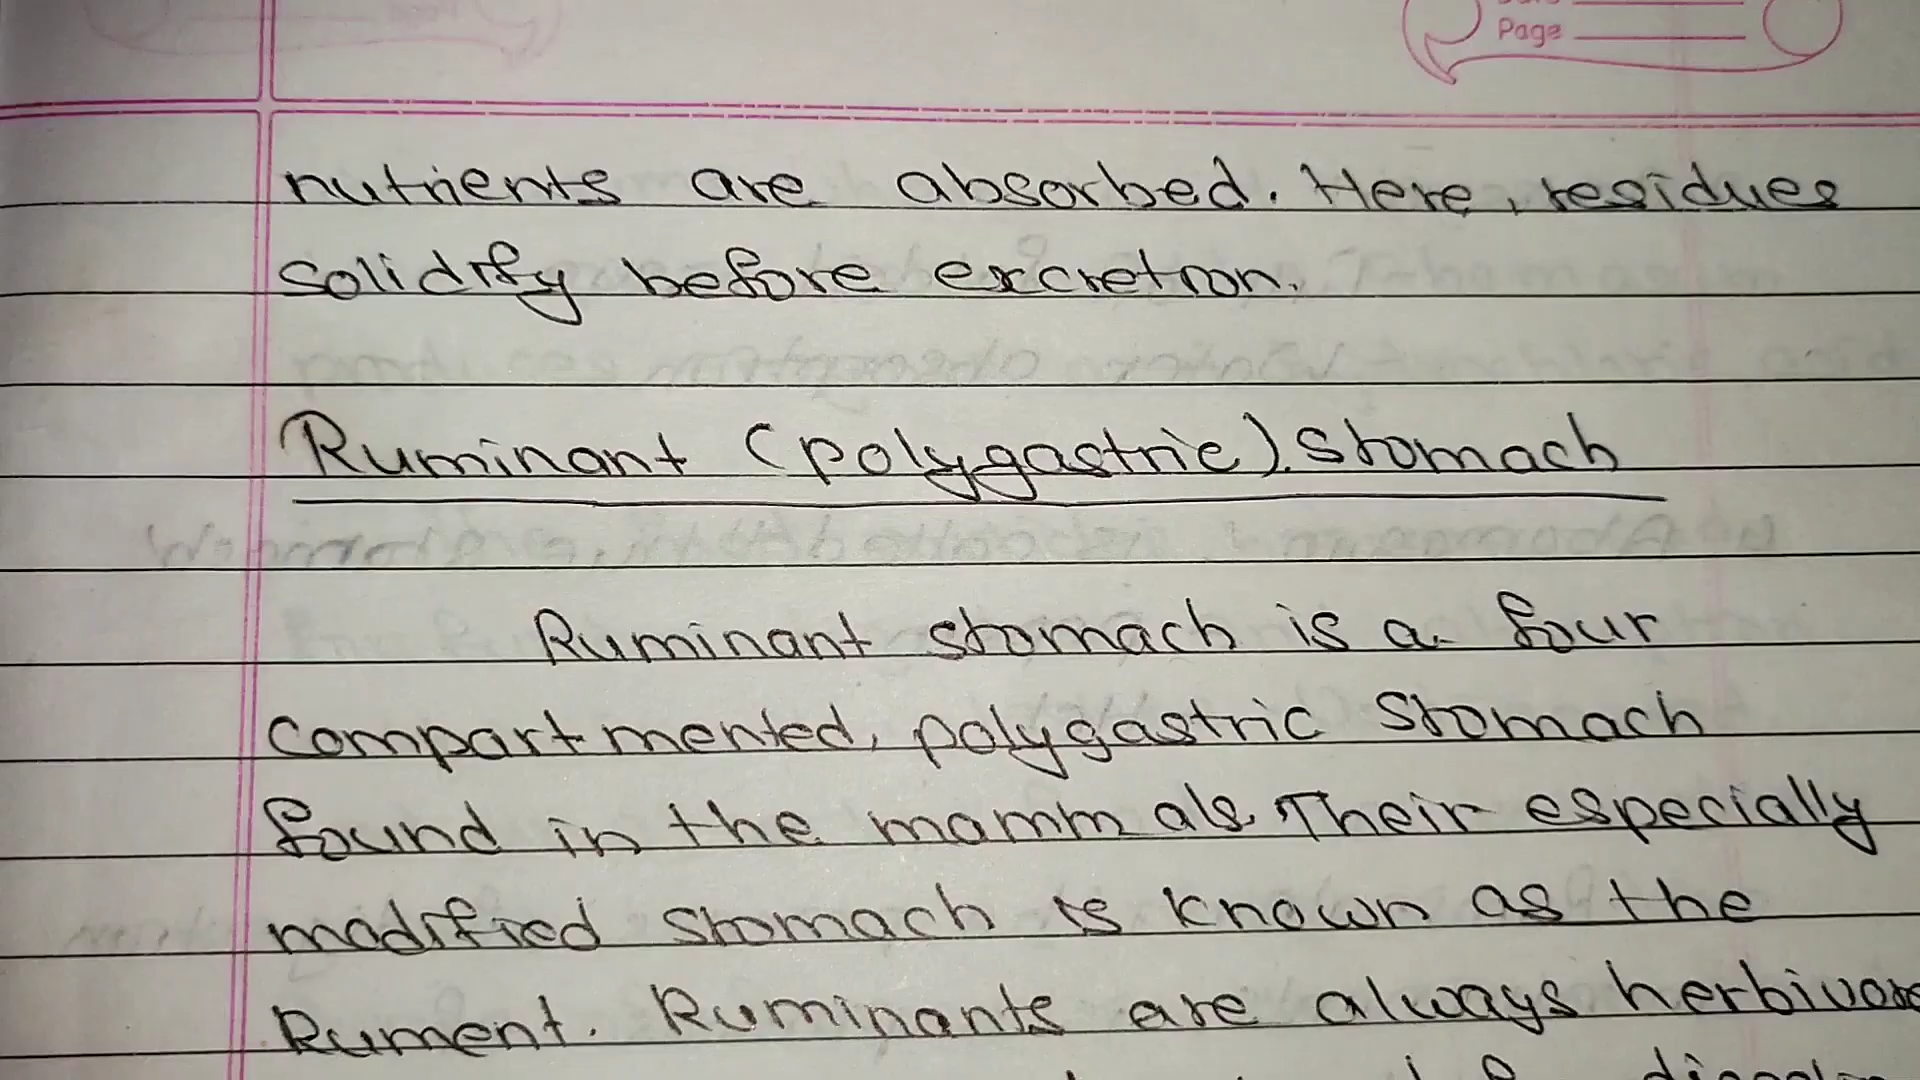 Page
nutrients are absorbed. Here, residues
solidify before excretion.
Ruminant (polygastric). Stomach
Ruminant stomach is a four
compartmented, polygastric Stomach
found in the mammals. Their especially
modified stomach is known as the
Rument. Ruminants are always